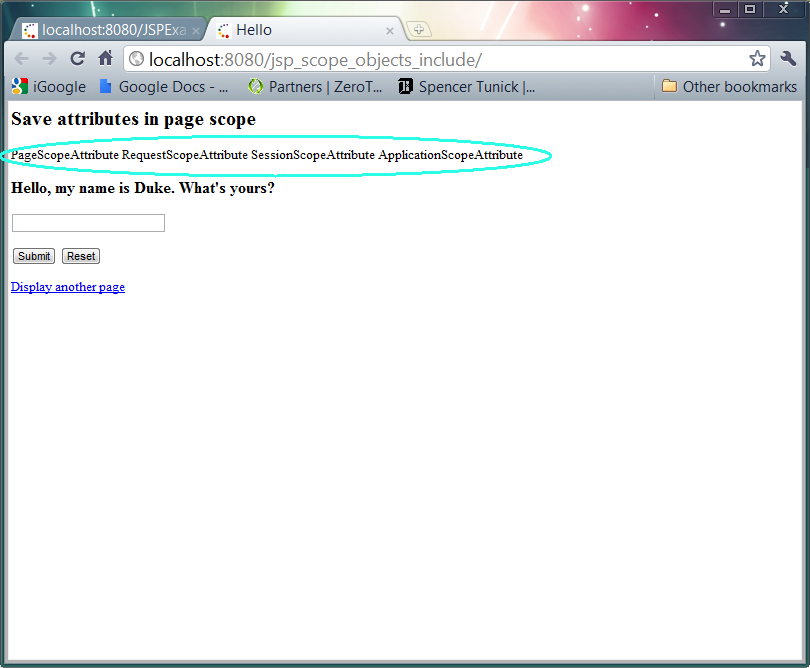 localhost:8080/JSPExa
Hello
localhost:8080/jsp_scope_objects_include/
iGoogle Google Docs - ... Partners | ZeroT... Spencer Tunick |,... Other bookmarks
Save attributes in page scope
PageScopeAttribute RequestScopeAttribute SessionScopeAttribute ApplicationScopeAttribute
Hello, my name is Duke. What's yours?
Submit Reset
Display another page